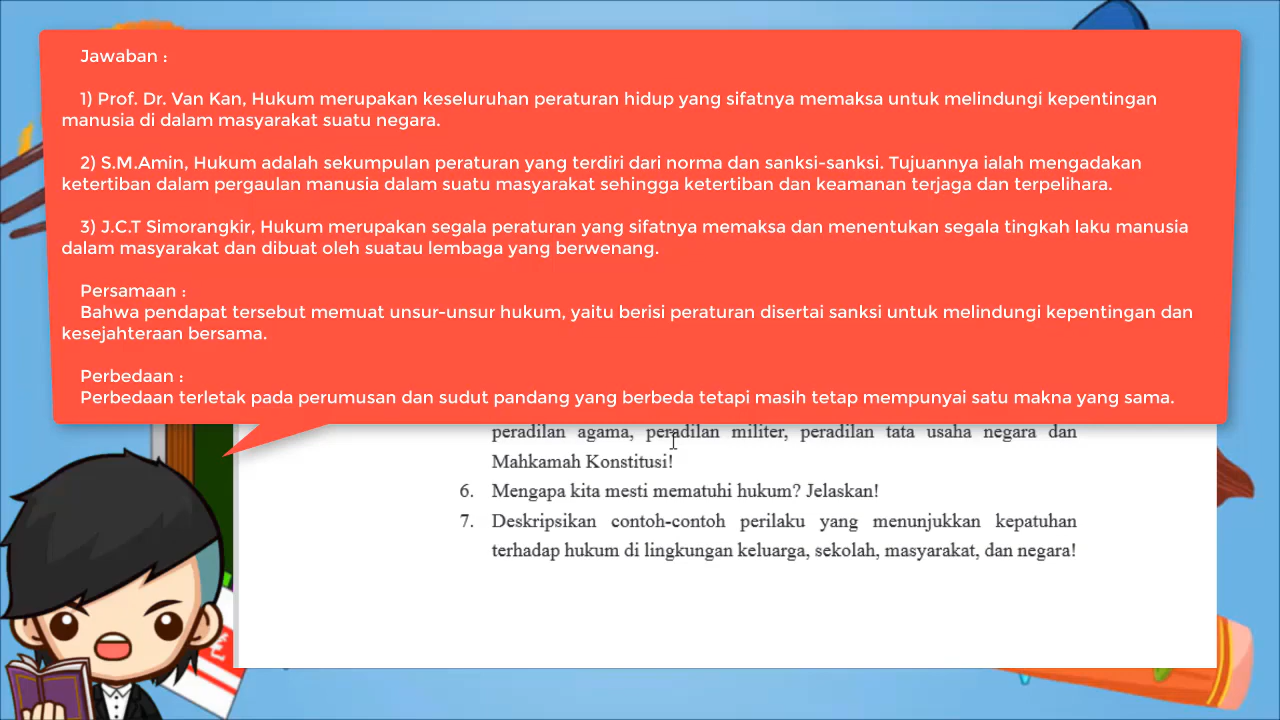 Jawaban :
1) Prof. Dr. Van Kan, Hukum merupakan keseluruhan peraturan hidup yang sifatnya memaksa untuk melindungi kepentingan
manusia di dalam masyarakat suatu negara.
2) S.M.Amin, Hukum adalah sekumpulan peraturan yang terdiri dari norma dan sanksi-sanksi. Tujuannya ialah mengadakan
ketertiban dalam pergaulan manusia dalam suatu masyarakat sehingga ketertiban dan keamanan terjaga dan terpelihara.
3) J.C.T Simorangkir, Hukum merupakan segala peraturan yang sifatnya memaksa dan menentukan segala tingkah laku manusia
dalam masyarakat dan dibuat oleh suatau lembaga yang berwenang.
Persamaan :
Bahwa pendapat tersebut memuat unsur-unsur hukum, yaitu berisi peraturan disertai sanksi untuk melindungi kepentingan dan
kesejahteraan bersama.
Perbedaan :
Perbedaan terletak pada perumusan dan sudut pandang yang berbeda tetapi masih tetap mempunyai satu makna yang sama.
peradilan agama, peradilan militer, peradilan tata usaha negara dan
Mahkamah Konstitusi!
6. Mengapa kita mesti mematuhi hukum? Jelaskan!
7. Deskripsikan contoh-contoh perilaku yang menunjukkan kepatuhan
terhadap hukum di lingkungan keluarga, sekolah, masyarakat, dan negara!